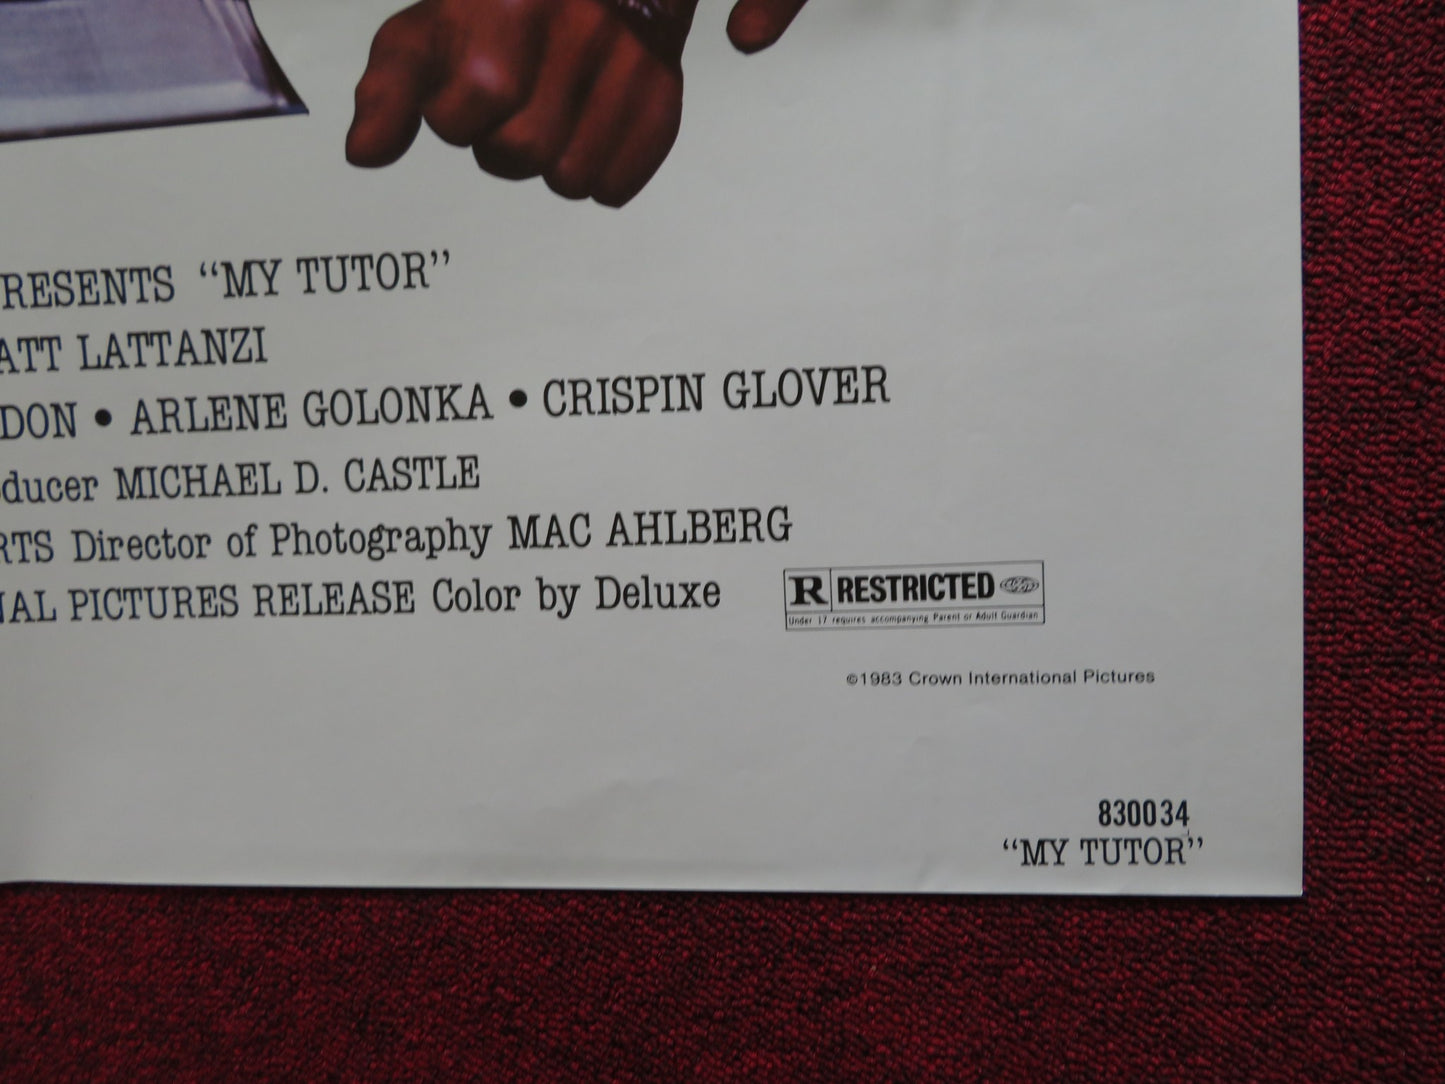 RESENTS “MY TUTOR”
ATT LATTANZI
DON • ARLENE GOLONKA • CRISPIN GLOVER
ducer MICHAEL D. CASTLE
RTS Director of Photography MAC AHLBERG
NAL PICTURES RELEASE Color by Deluxe
R RESTRICTED
Under 17 requires accompanying Parent or Adult Guardian
©1983 Crown International Pictures
830034
“MY TUTOR”